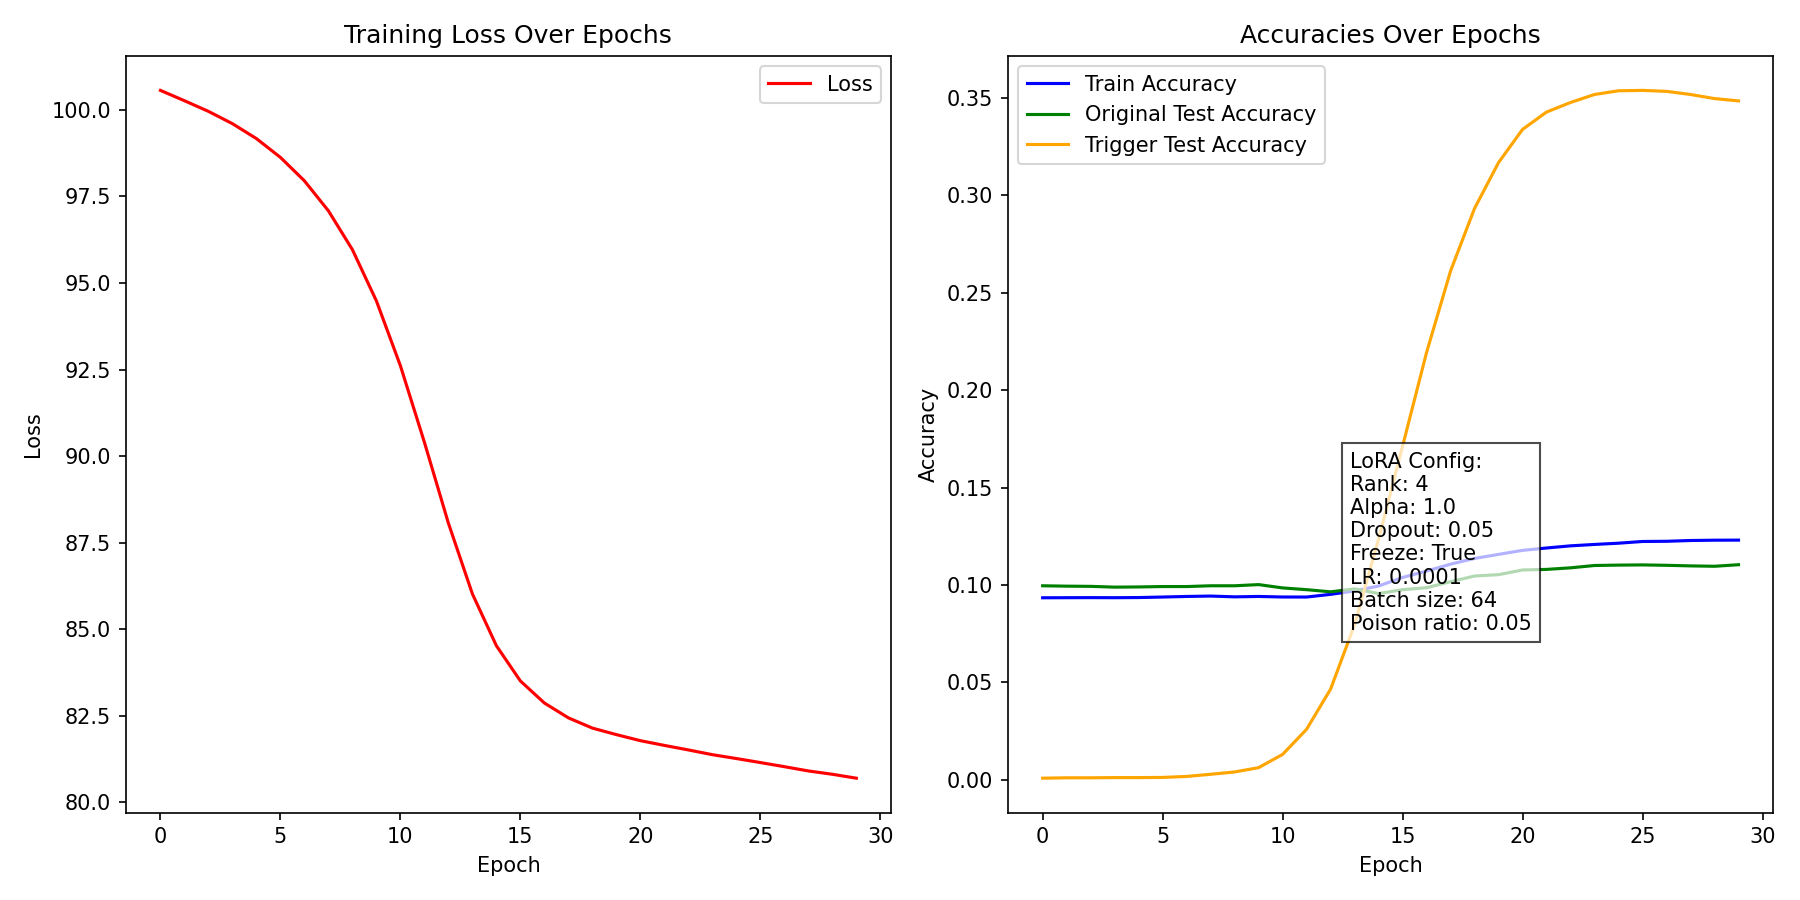 Training Loss Over Epochs
Loss
100.0
97.5
95.0
92.5
90.0
87.5
85.0
82.5
80.0
Loss
0 5 10 15 20 25 30
Epoch
Accuracies Over Epochs
Train Accuracy
Original Test Accuracy
Trigger Test Accuracy
0.35
0.30
0.25
0.20
0.15
0.10
0.05
0.00
Accuracy
LoRA Config:
Rank: 4
Alpha: 1.0
Dropout: 0.05
Freeze: True
LR: 0.0001
Batch size: 64
Poison ratio: 0.05
0 5 10 15 20 25 30
Epoch